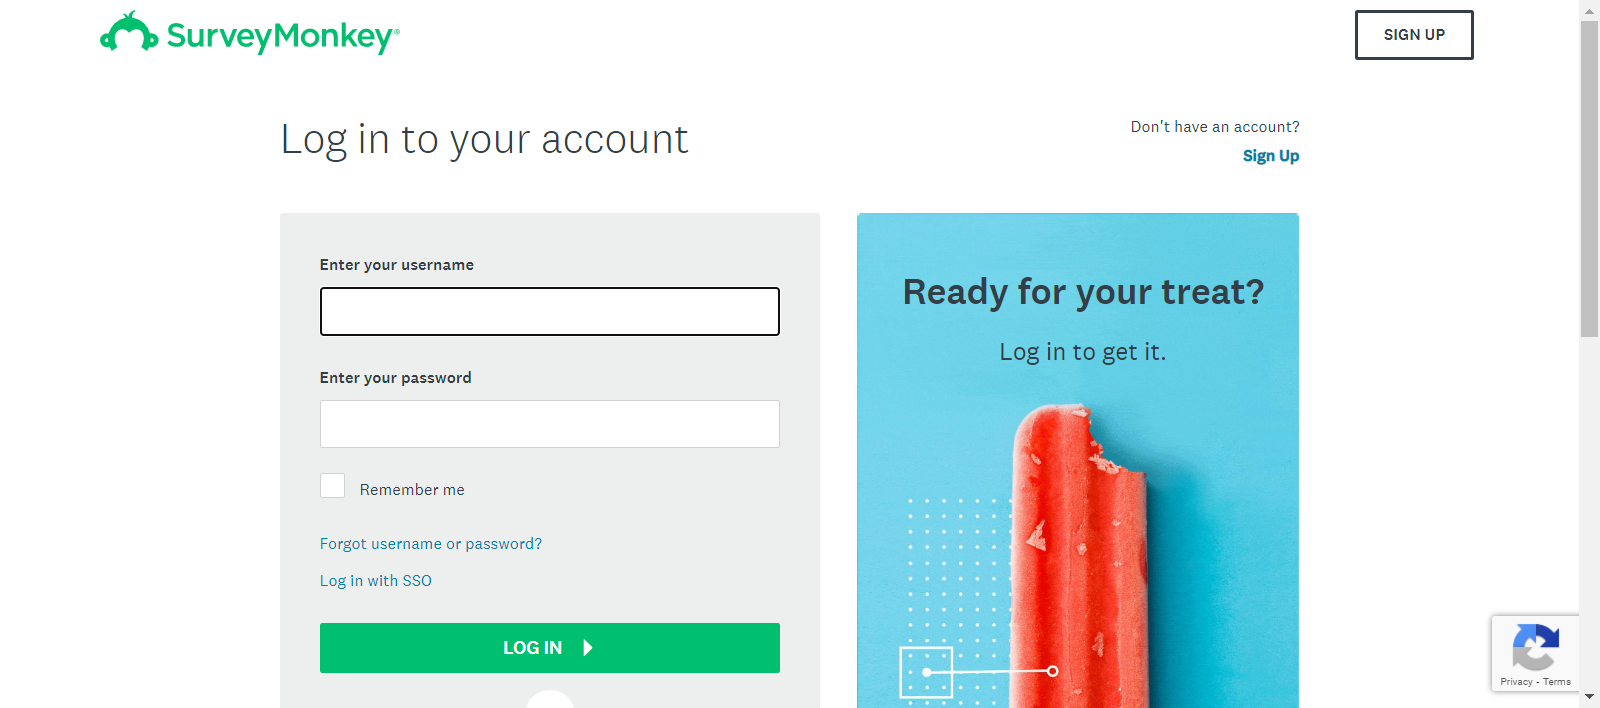 SurveyMonkey®
SIGN UP
Log in to your account
Don't have an account?
Sign Up
Enter your username
Enter your password
Remember me
Forgot username or password?
Log in with SSO
LOG IN
Ready for your treat?
Log in to get it.
Privacy - Terms